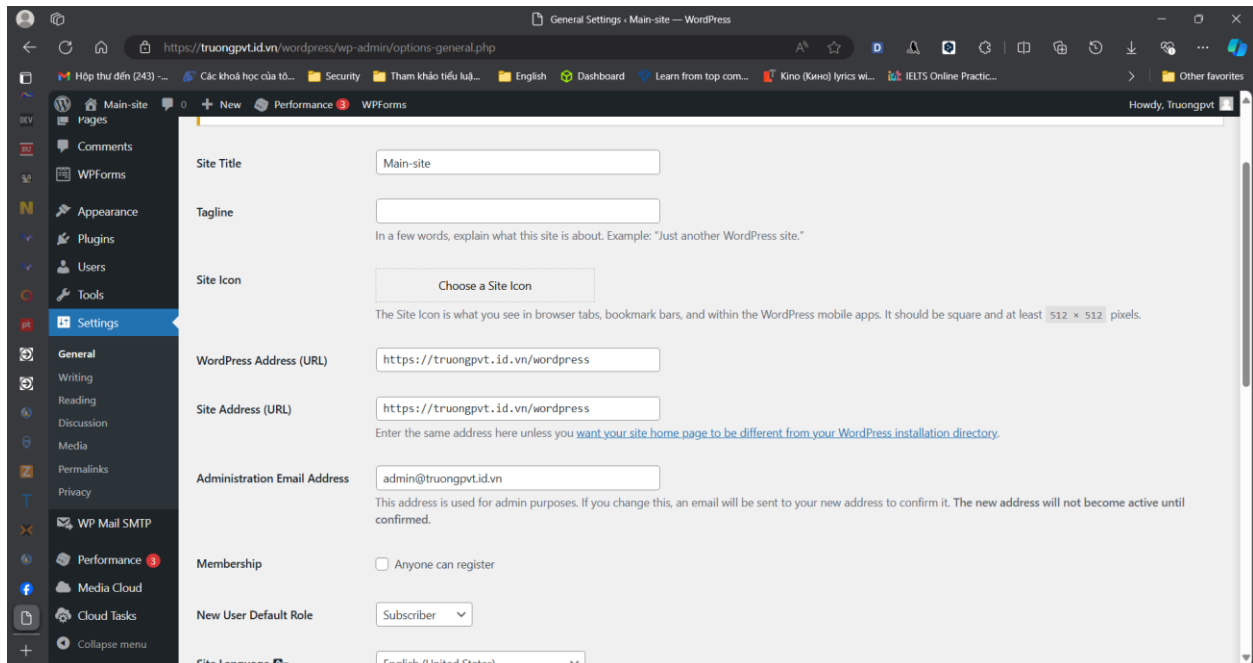 General Settings ‹ Main-site — WordPress
https://truongpvt.id.vn/wordpress/wp-admin/options-general.php
Hộp thư đến (243) -... Các khoá học của tô... Security Tham khảo tiểu luậ... English Dashboard Learn from top com... Kino (Кино) lyrics wi... IELTS Online Practic... Other favorites
Main-site 0 New Performance 3 WPForms Howdy, Truongpvt
Pages
Comments
WPForms
Appearance
Plugins
Users
Tools
Settings
General
Writing
Reading
Discussion
Media
Permalinks
Privacy
WP Mail SMTP
Performance 3
Media Cloud
Cloud Tasks
Collapse menu
Site Title Main-site
Tagline
In a few words, explain what this site is about. Example: “Just another WordPress site.”
Site Icon Choose a Site Icon
The Site Icon is what you see in browser tabs, bookmark bars, and within the WordPress mobile apps. It should be square and at least 512 × 512 pixels.
WordPress Address (URL) https://truongpvt.id.vn/wordpress
Site Address (URL) https://truongpvt.id.vn/wordpress
Enter the same address here unless you want your site home page to be different from your WordPress installation directory.
Administration Email Address admin@truongpvt.id.vn
This address is used for admin purposes. If you change this, an email will be sent to your new address to confirm it. The new address will not become active until
confirmed.
Membership Anyone can register
New User Default Role Subscriber
Site Language English (United States)